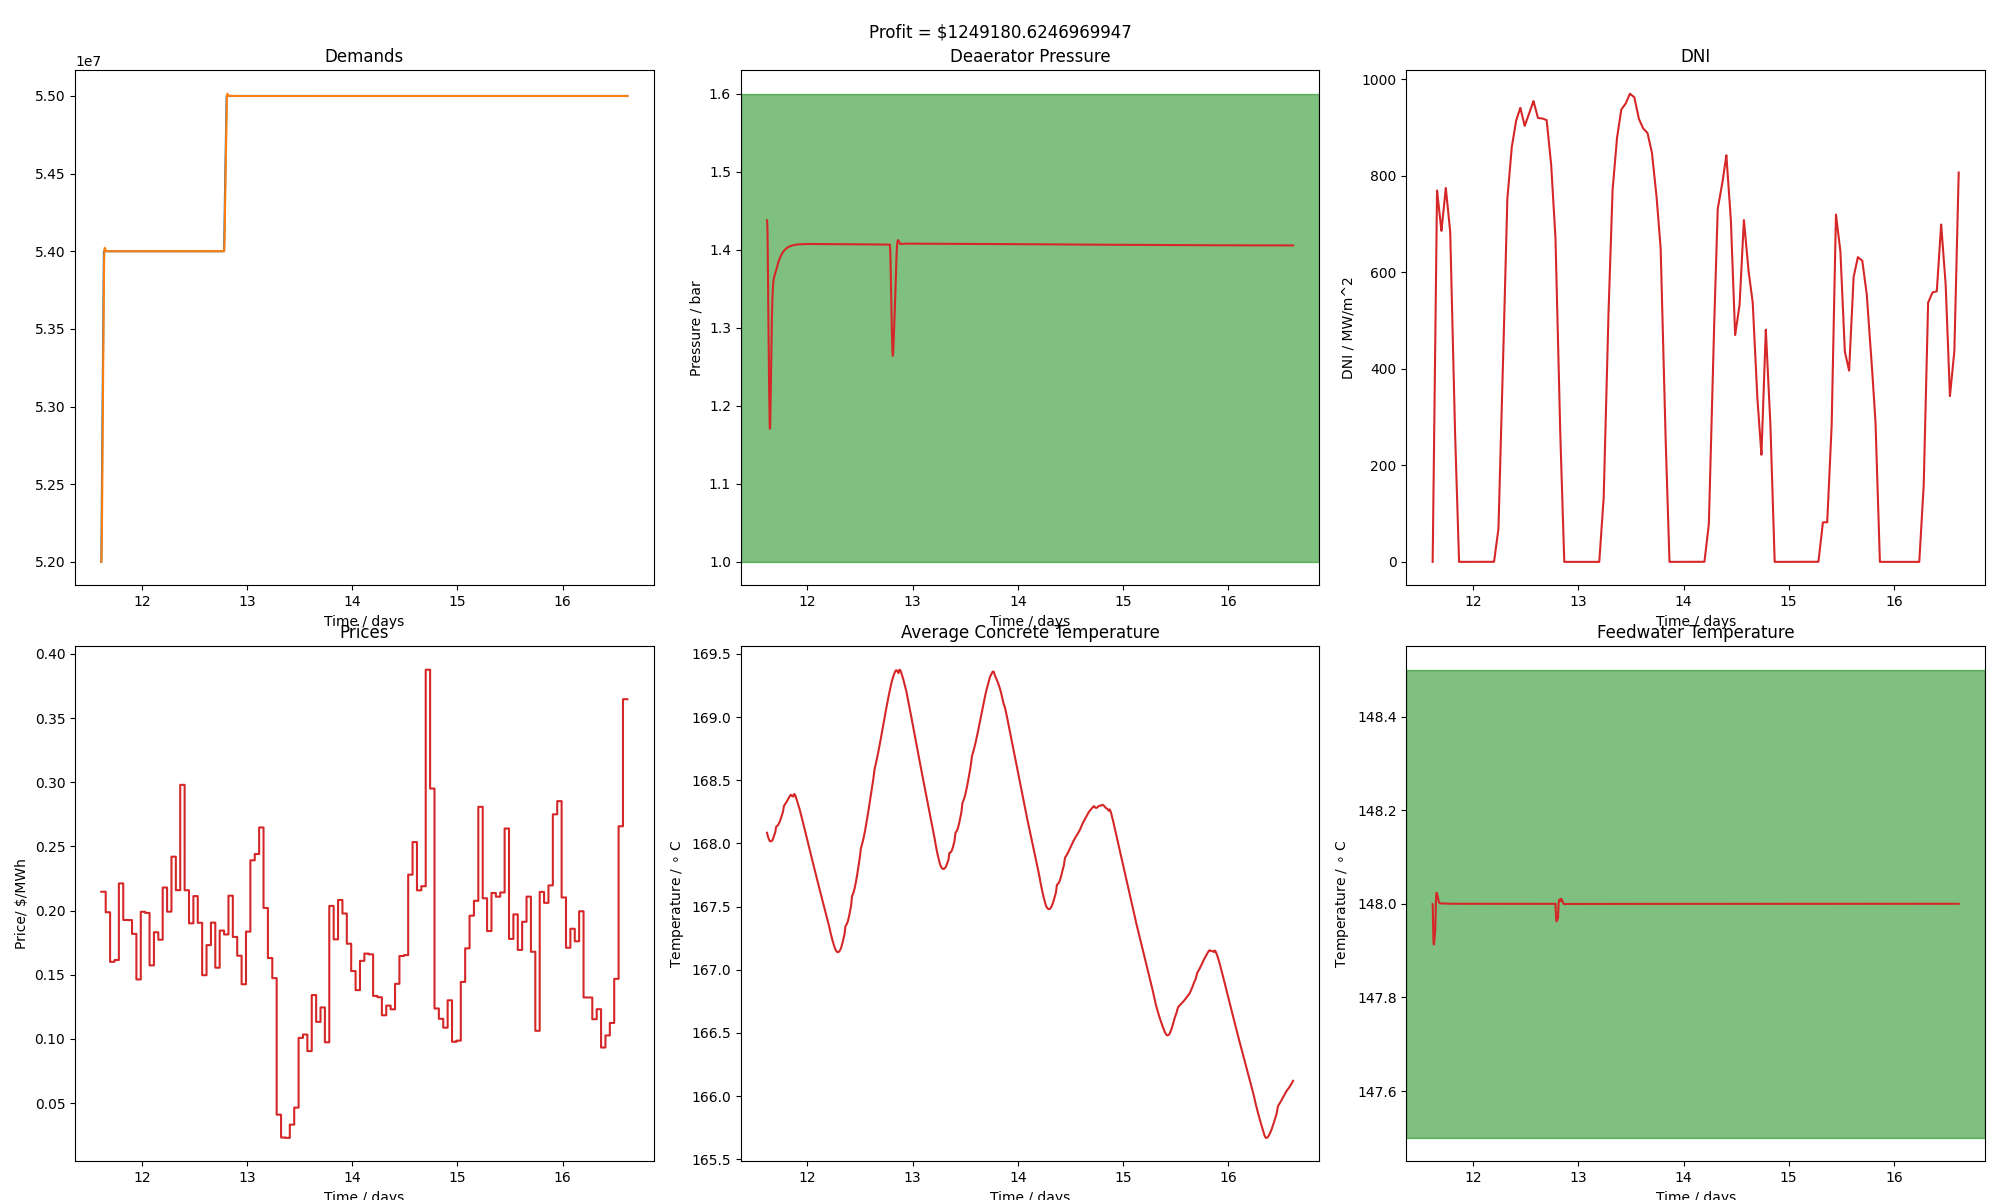 Profit = $1249180.6246969947
Demands
1e7
5.50
5.45
5.40
5.35
5.30
5.25
5.20
12 13 14 15 16
Time / days
Deaerator Pressure
Pressure / bar
1.6
1.5
1.4
1.3
1.2
1.1
1.0
12 13 14 15 16
Time / days
DNI
DNI / MW/m^2
1000
800
600
400
200
0
12 13 14 15 16
Time / days
Prices
Price/ $/MWh
0.40
0.35
0.30
0.25
0.20
0.15
0.10
0.05
12 13 14 15 16
Time / days
Average Concrete Temperature
Temperature / ∘ C
169.5
169.0
168.5
168.0
167.5
167.0
166.5
166.0
165.5
12 13 14 15 16
Time / days
Feedwater Temperature
Temperature / ∘ C
148.4
148.2
148.0
147.8
147.6
12 13 14 15 16
Time / days